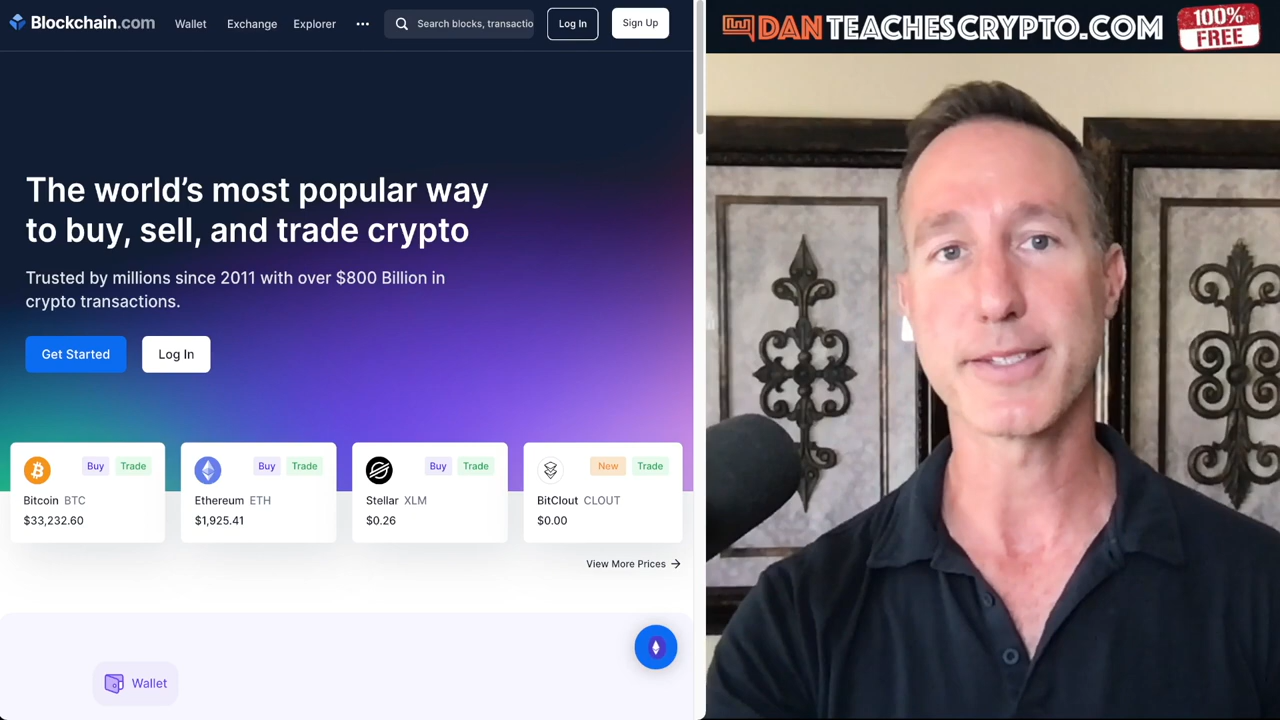 Blockchain.com
Wallet
Exchange
Explorer
Search blocks, transactio
Log In
Sign Up
DANTEACHESCRYPTO.COM
100%
FREE
The world's most popular way
to buy, sell, and trade crypto
Trusted by millions since 2011 with over $800 Billion in
crypto transactions.
Get Started
Log In
Buy
Trade
Bitcoin BTC
$33,232.60
Buy
Trade
Ethereum ETH
$1,925.41
Buy
Trade
Stellar XLM
$0.26
New
Trade
BitClout CLOUT
$0.00
View More Prices →
Wallet